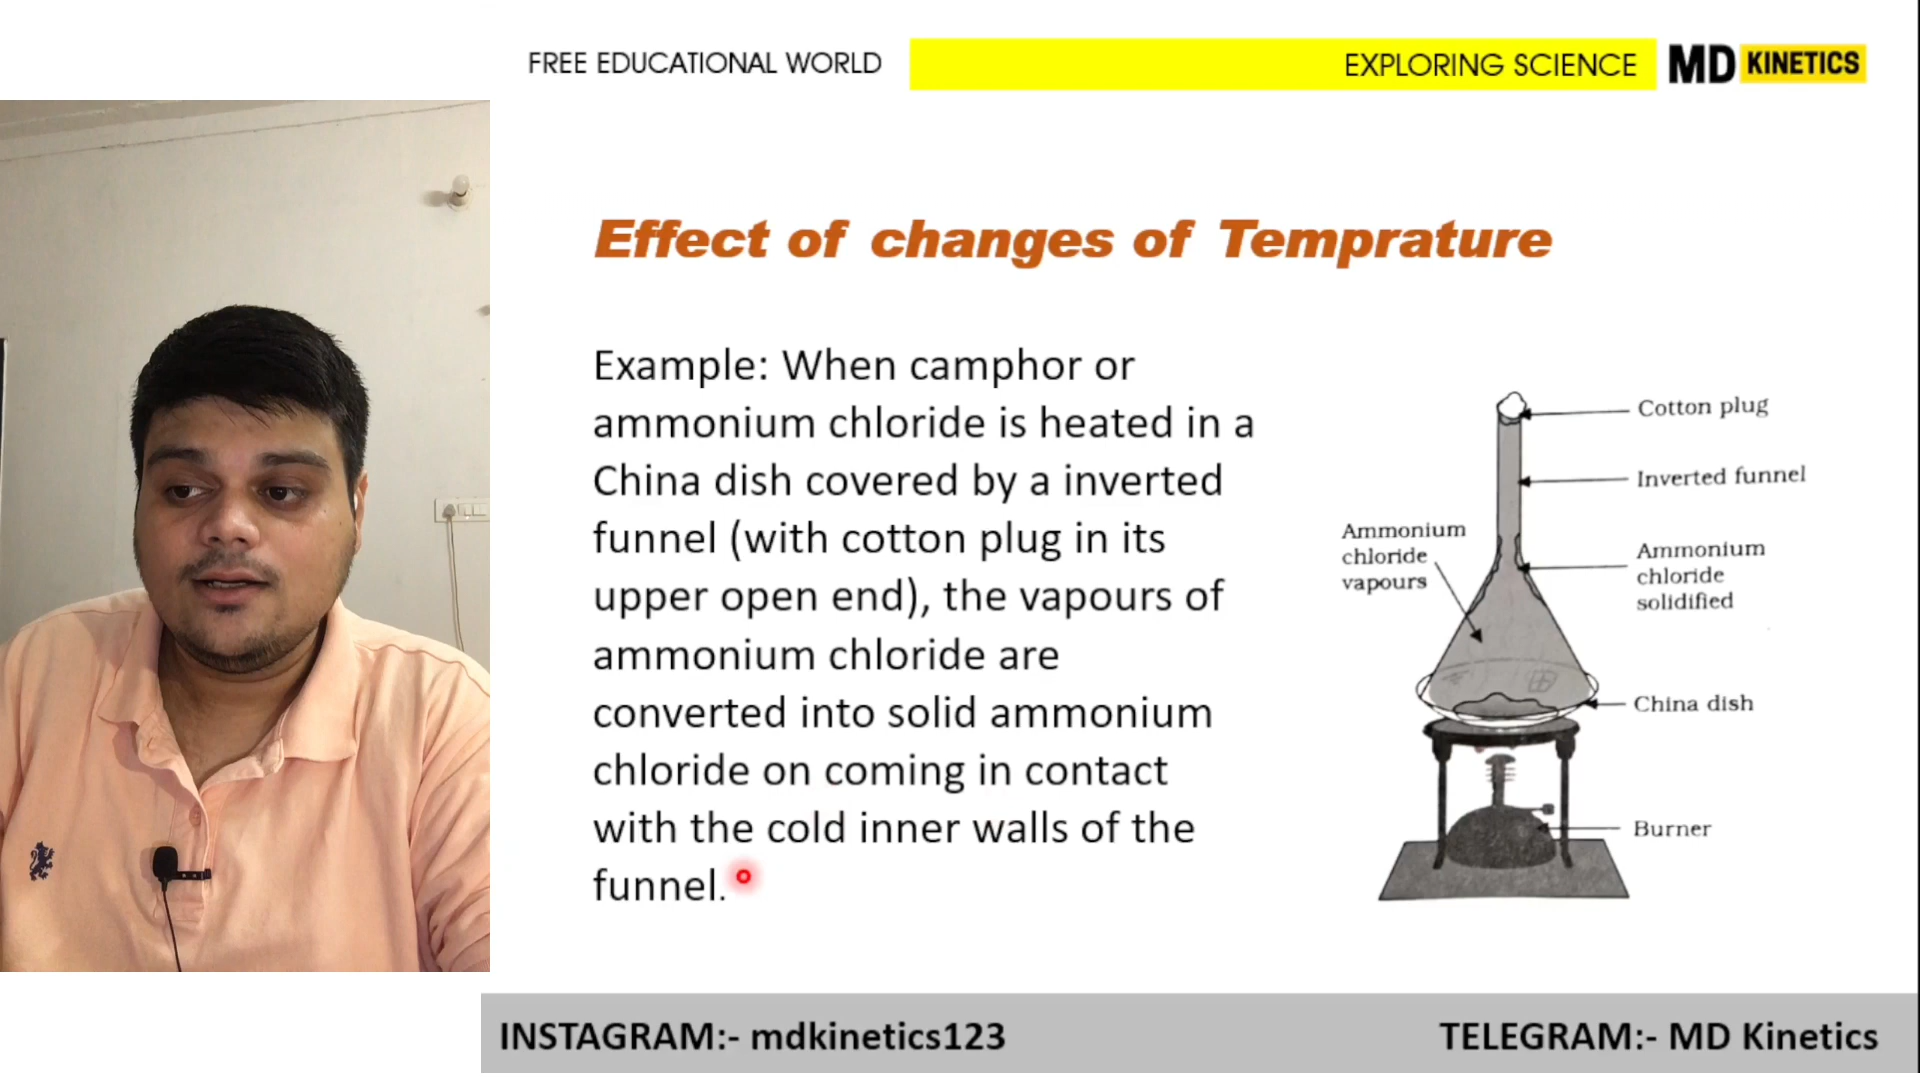 FREE EDUCATIONAL WORLD
EXPLORING SCIENCE
MD KINETICS
Effect of changes of Temprature
Example: When camphor or
ammonium chloride is heated in a
China dish covered by a inverted
funnel (with cotton plug in its
upper open end), the vapours of
ammonium chloride are
converted into solid ammonium
chloride on coming in contact
with the cold inner walls of the
funnel.
Cotton plug
Inverted funnel
Ammonium
chloride
vapours
Ammonium
chloride
solidified
China dish
Burner
INSTAGRAM:- mdkinetics123
TELEGRAM:- MD Kinetics